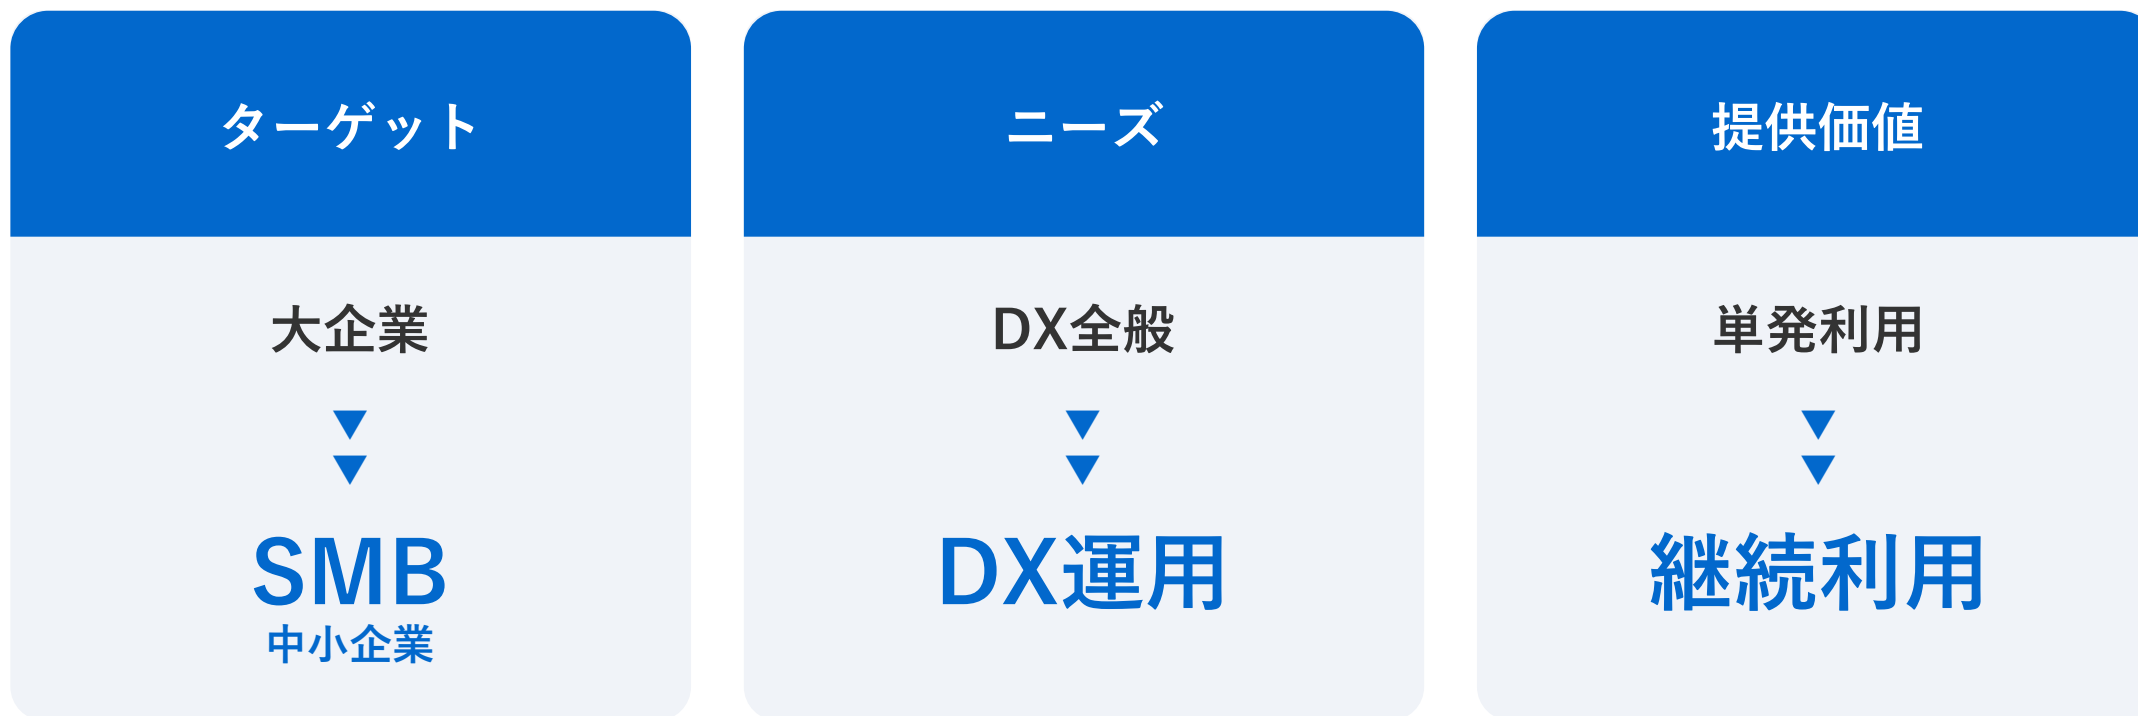 ターゲット
大企業
▼
▼
SMB
中小企業
ニーズ
DX全般
▼
▼
DX運用
提供価値
単発利用
▼
▼
継続利用